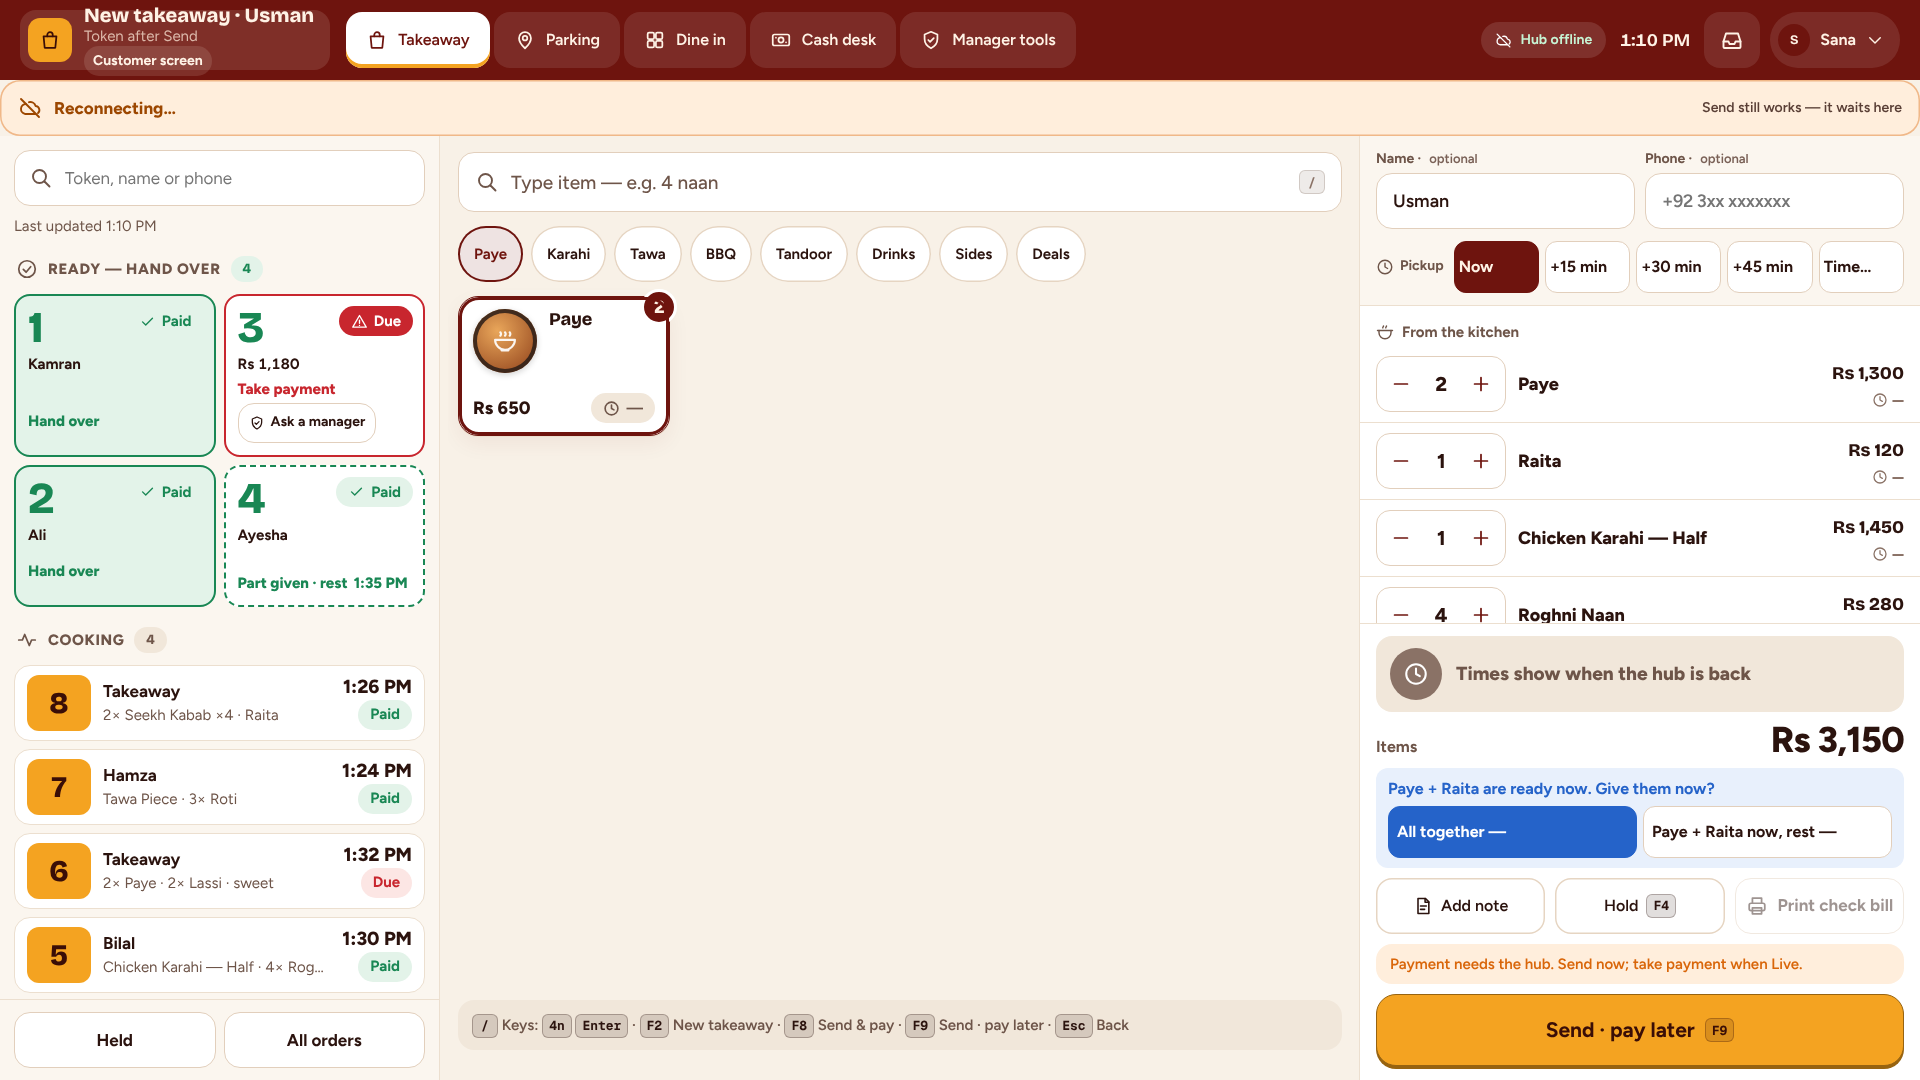 New takeaway · Usman
Token after Send
Customer screen
Takeaway
Parking
Dine in
Cash desk
Manager tools
Hub offline
1:10 PM
S
Sana
Reconnecting...
Send still works — it waits here
Token, name or phone
Last updated 1:10 PM
READY — HAND OVER 4
1
Paid
Kamran
Hand over
3
Due
Rs 1,180
Take payment
Ask a manager
2
Paid
Ali
Hand over
4
Paid
Ayesha
Part given · rest 1:35 PM
COOKING 4
8
Takeaway
1:26 PM
2× Seekh Kabab ×4 · Raita
Paid
7
Hamza
1:24 PM
Tawa Piece · 3× Roti
Paid
6
Takeaway
1:32 PM
2× Paye · 2× Lassi · sweet
Due
5
Bilal
1:30 PM
Chicken Karahi — Half · 4× Rog...
Paid
Held
All orders
Type item — e.g. 4 naan
/
Paye
Karahi
Tawa
BBQ
Tandoor
Drinks
Sides
Deals
2
Paye
Rs 650
—
/ Keys: 4n Enter · F2 New takeaway · F8 Send & pay · F9 Send · pay later · Esc Back
Name · optional
Phone · optional
Usman
+92 3xx xxxxxxx
Pickup
Now
+15 min
+30 min
+45 min
Time...
From the kitchen
− 2 + Paye
Rs 1,300
—
− 1 + Raita
Rs 120
—
− 1 + Chicken Karahi — Half
Rs 1,450
—
− 4 + Roghni Naan
Rs 280
Times show when the hub is back
Items
Rs 3,150
Paye + Raita are ready now. Give them now?
All together —
Paye + Raita now, rest —
Add note
Hold F4
Print check bill
Payment needs the hub. Send now; take payment when Live.
Send · pay later F9